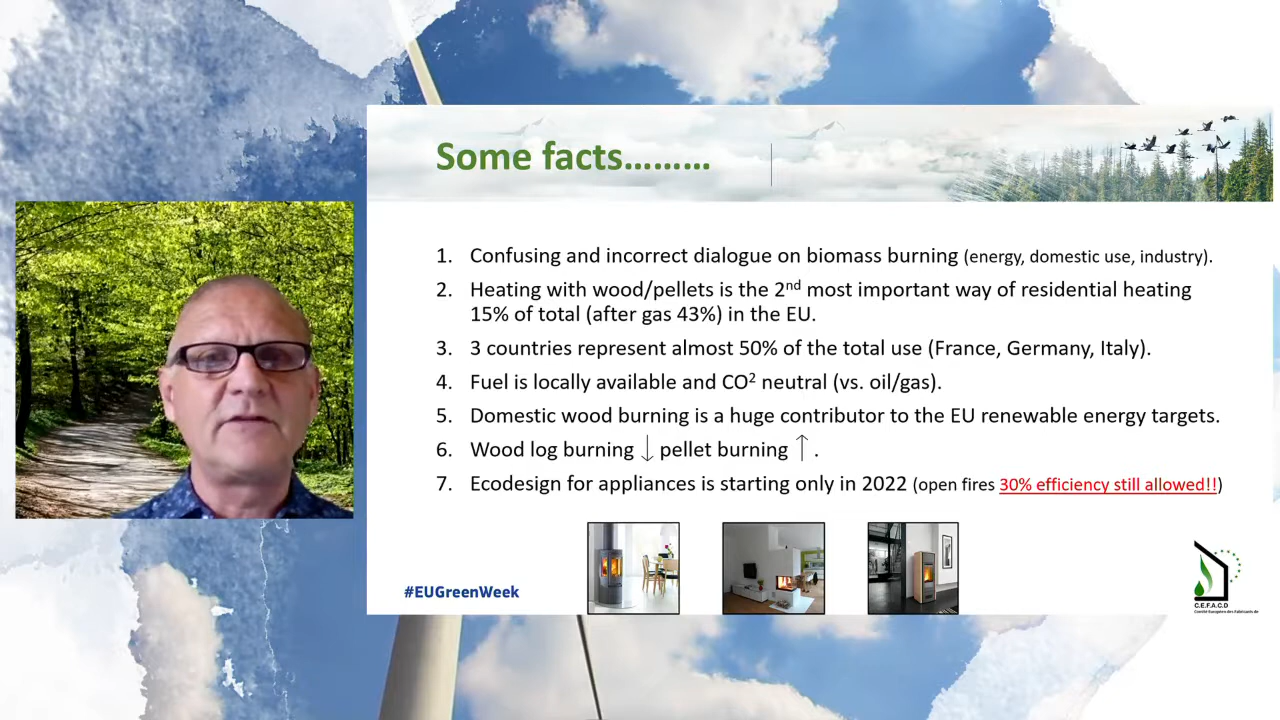 Some facts.........
1. Confusing and incorrect dialogue on biomass burning (energy, domestic use, industry).
2. Heating with wood/pellets is the 2nd most important way of residential heating
15% of total (after gas 43%) in the EU.
3. 3 countries represent almost 50% of the total use (France, Germany, Italy).
4. Fuel is locally available and CO² neutral (vs. oil/gas).
5. Domestic wood burning is a huge contributor to the EU renewable energy targets.
6. Wood log burning ↓ pellet burning ↑ .
7. Ecodesign for appliances is starting only in 2022 (open fires 30% efficiency still allowed!!)
#EUGreenWeek
C.E.F.A.C.D
Comité Européen des Fabricants de